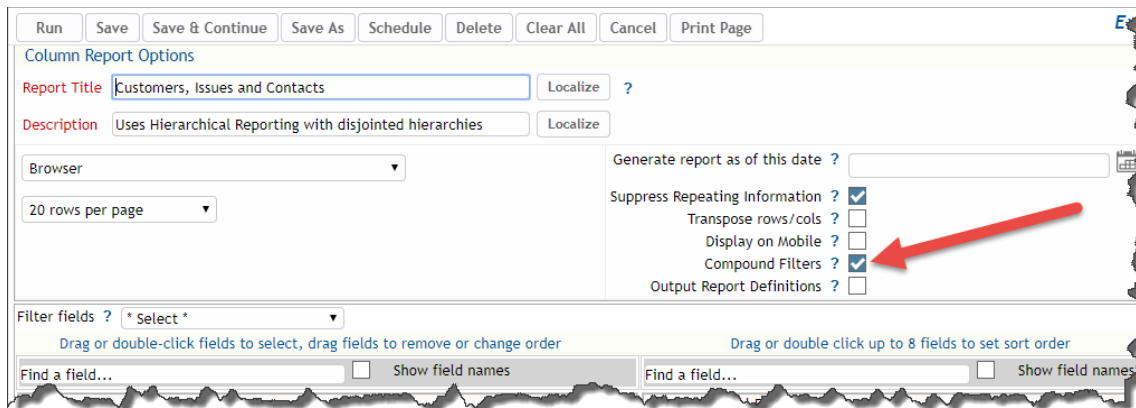 Run Save Save & Continue Save As Schedule Delete Clear All Cancel Print Page
Column Report Options
Report Title Customers, Issues and Contacts Localize ?
Description Uses Hierarchical Reporting with disjointed hierarchies Localize
Browser
20 rows per page
Generate report as of this date ?
Suppress Repeating Information ?
Transpose rows/cols ?
Display on Mobile ?
Compound Filters ?
Output Report Definitions ?
Filter fields ? * Select *
Drag or double-click fields to select, drag fields to remove or change order
Drag or double click up to 8 fields to set sort order
Find a field... Show field names
Find a field... Show field names